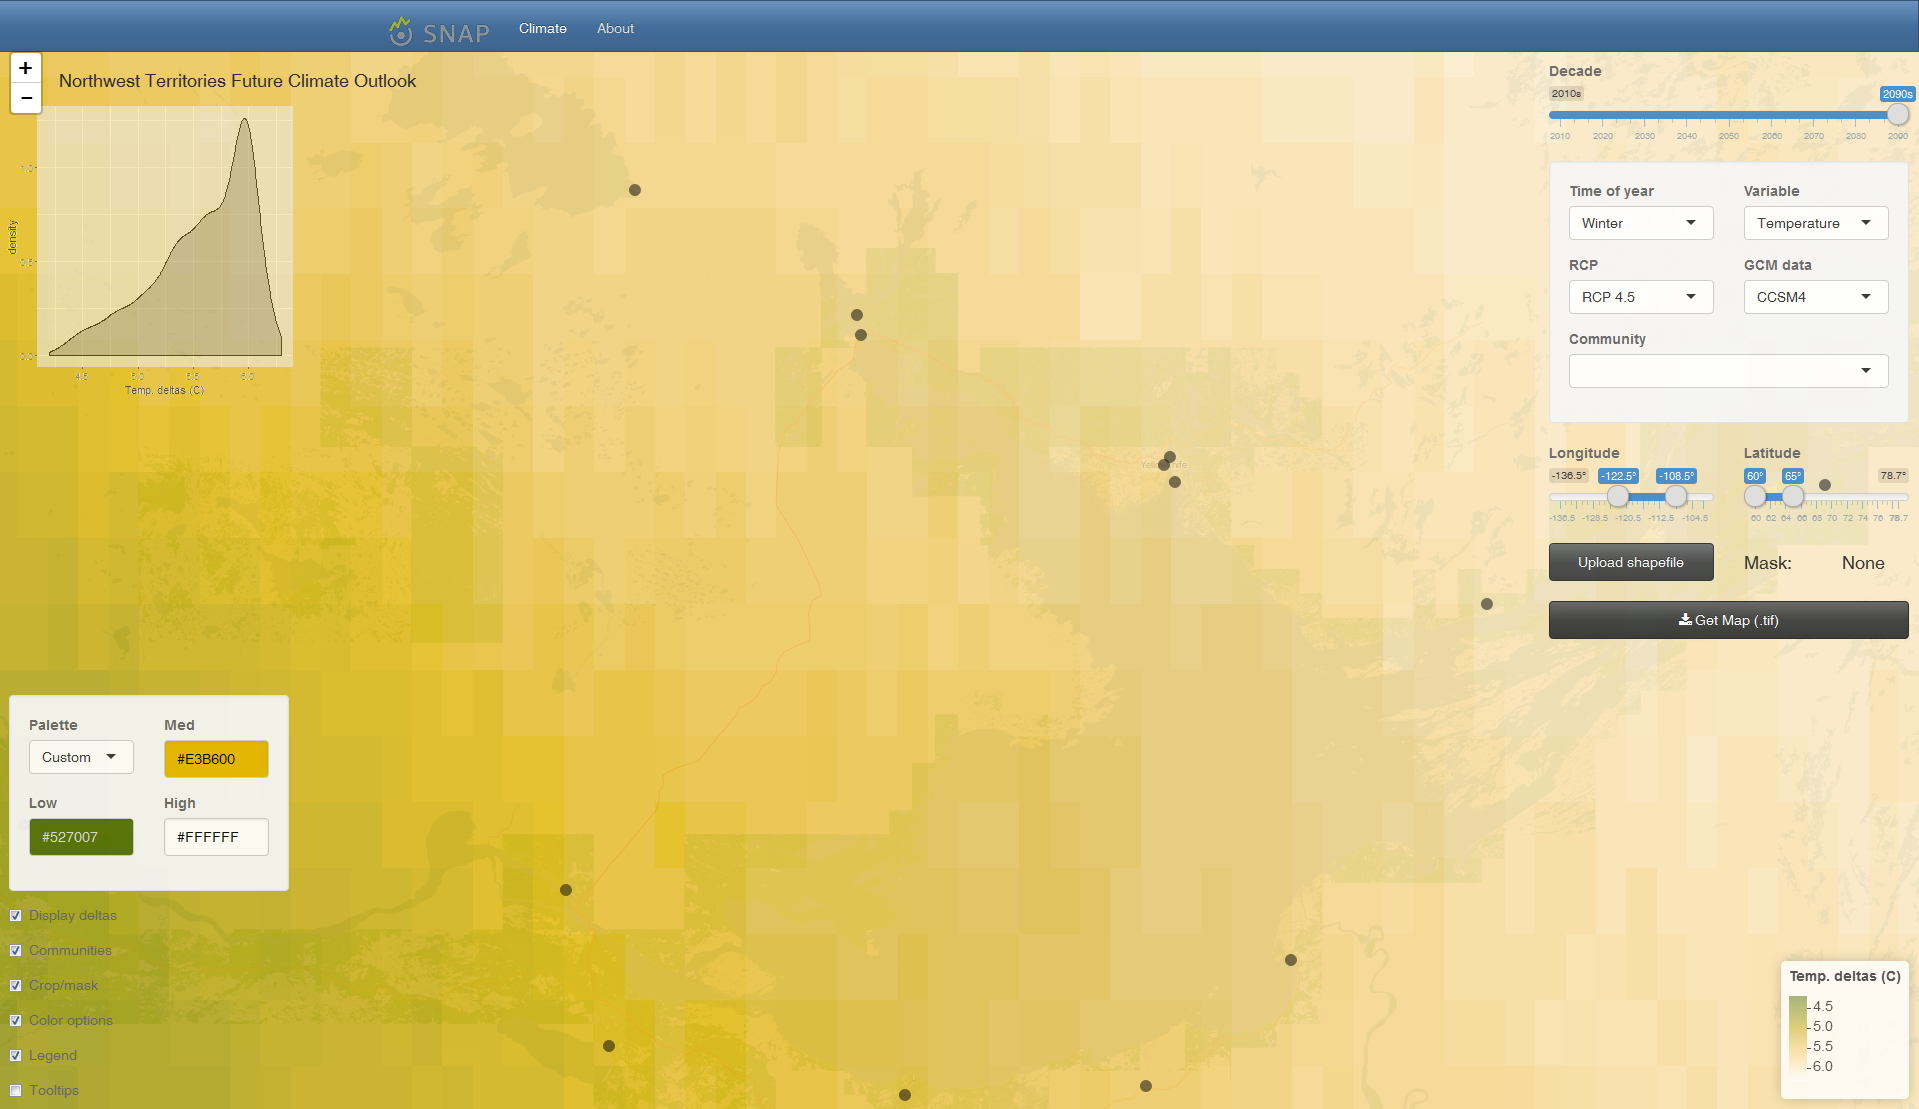 SNAP Climate About
+
−
Northwest Territories Future Climate Outlook
1.0
0.5
0.0
density
4.5 5.0 5.5 6.0
Temp. deltas (C)
Decade
2010s 2090s
2010 2020 2030 2040 2050 2060 2070 2080 2090
Time of year Variable
Winter Temperature
RCP GCM data
RCP 4.5 CCSM4
Community
Longitude Latitude
-136.5° -122.5° -108.5° 60° 65° 78.7°
-136.5 -128.5 -120.5 -112.5 -104.5 60 62 64 66 68 70 72 74 76 78.7
Upload shapefile Mask: None
Get Map (.tif)
Yellowknife
Palette Med
Custom #E3B600
Low High
#527007 #FFFFFF
Display deltas
Communities
Crop/mask
Color options
Legend
Tooltips
Temp. deltas (C)
4.5
5.0
5.5
6.0